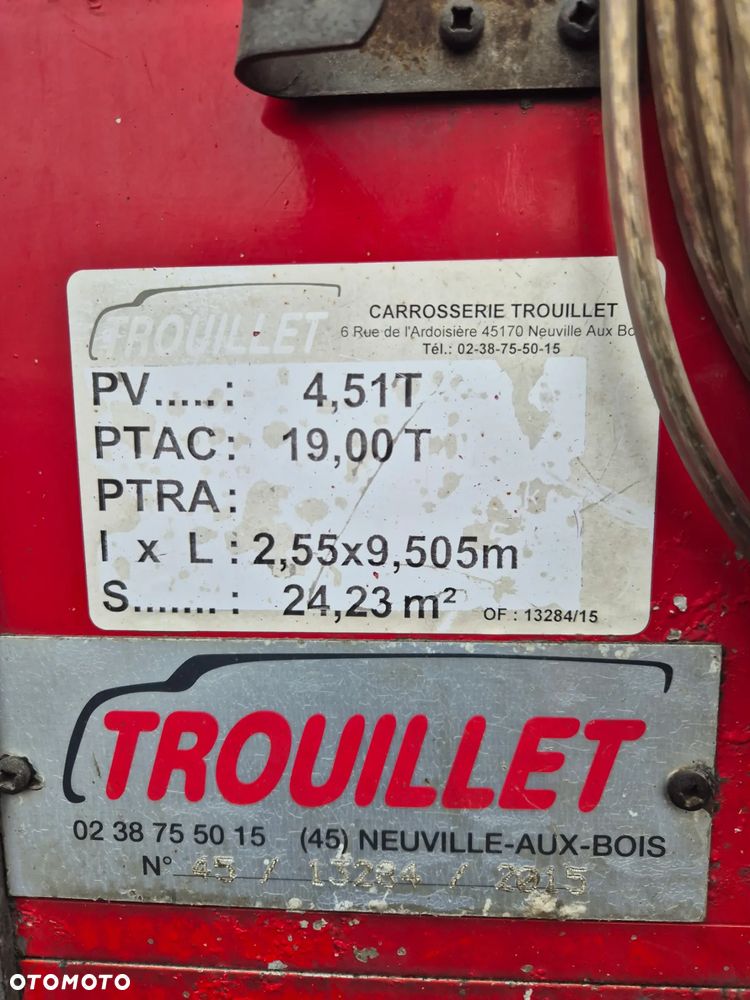 TROUILLET
CARROSSERIE TROUILLET
6 Rue de l'Ardoisière 45170 Neuville Aux Bo
Tél.: 02-38-75-50-15
PV.....: 4,51T
PTAC: 19,00T
PTRA:
l x L: 2,55x9,505m
S.......: 24,23 m²
OF : 13284/15
TROUILLET
02 38 75 50 15 (45) NEUVILLE-AUX-BOIS
N° 45 / 13284 / 2015
OTOMOTO